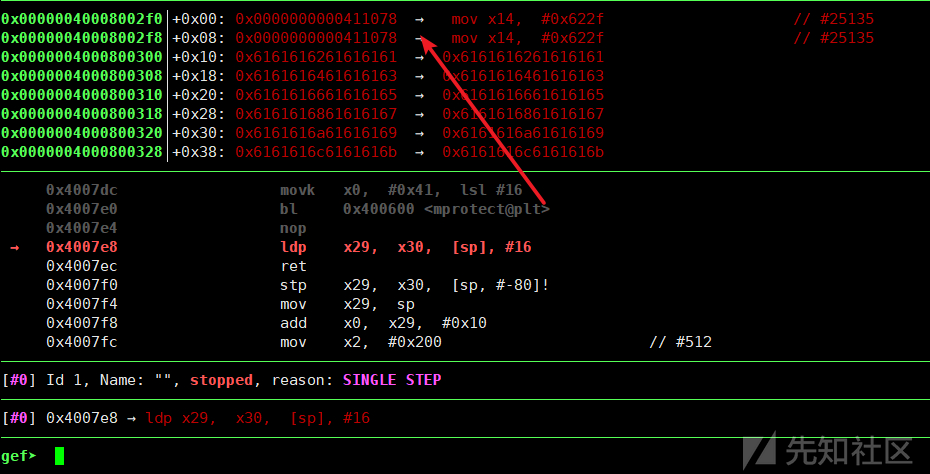 0x00000040008002f0 +0x00: 0x0000000000411078 → mov x14, #0x622f // #25135
0x00000040008002f8 +0x08: 0x0000000000411078 → mov x14, #0x622f // #25135
0x0000004000800300 +0x10: 0x6161616261616161 → 0x6161616261616161
0x0000004000800308 +0x18: 0x6161616461616163 → 0x6161616461616163
0x0000004000800310 +0x20: 0x6161616661616165 → 0x6161616661616165
0x0000004000800318 +0x28: 0x6161616861616167 → 0x6161616861616167
0x0000004000800320 +0x30: 0x6161616a61616169 → 0x6161616a61616169
0x0000004000800328 +0x38: 0x6161616c6161616b → 0x6161616c6161616b
0x4007dc movk x0, #0x41, lsl #16
0x4007e0 bl 0x400600 <mprotect@plt>
0x4007e4 nop
→ 0x4007e8 ldp x29, x30, [sp], #16
0x4007ec ret
0x4007f0 stp x29, x30, [sp, #-80]!
0x4007f4 mov x29, sp
0x4007f8 add x0, x29, #0x10
0x4007fc mov x2, #0x200 // #512
[#0] Id 1, Name: "", stopped, reason: SINGLE STEP
[#0] 0x4007e8 → ldp x29, x30, [sp], #16
gef➤
先知社区